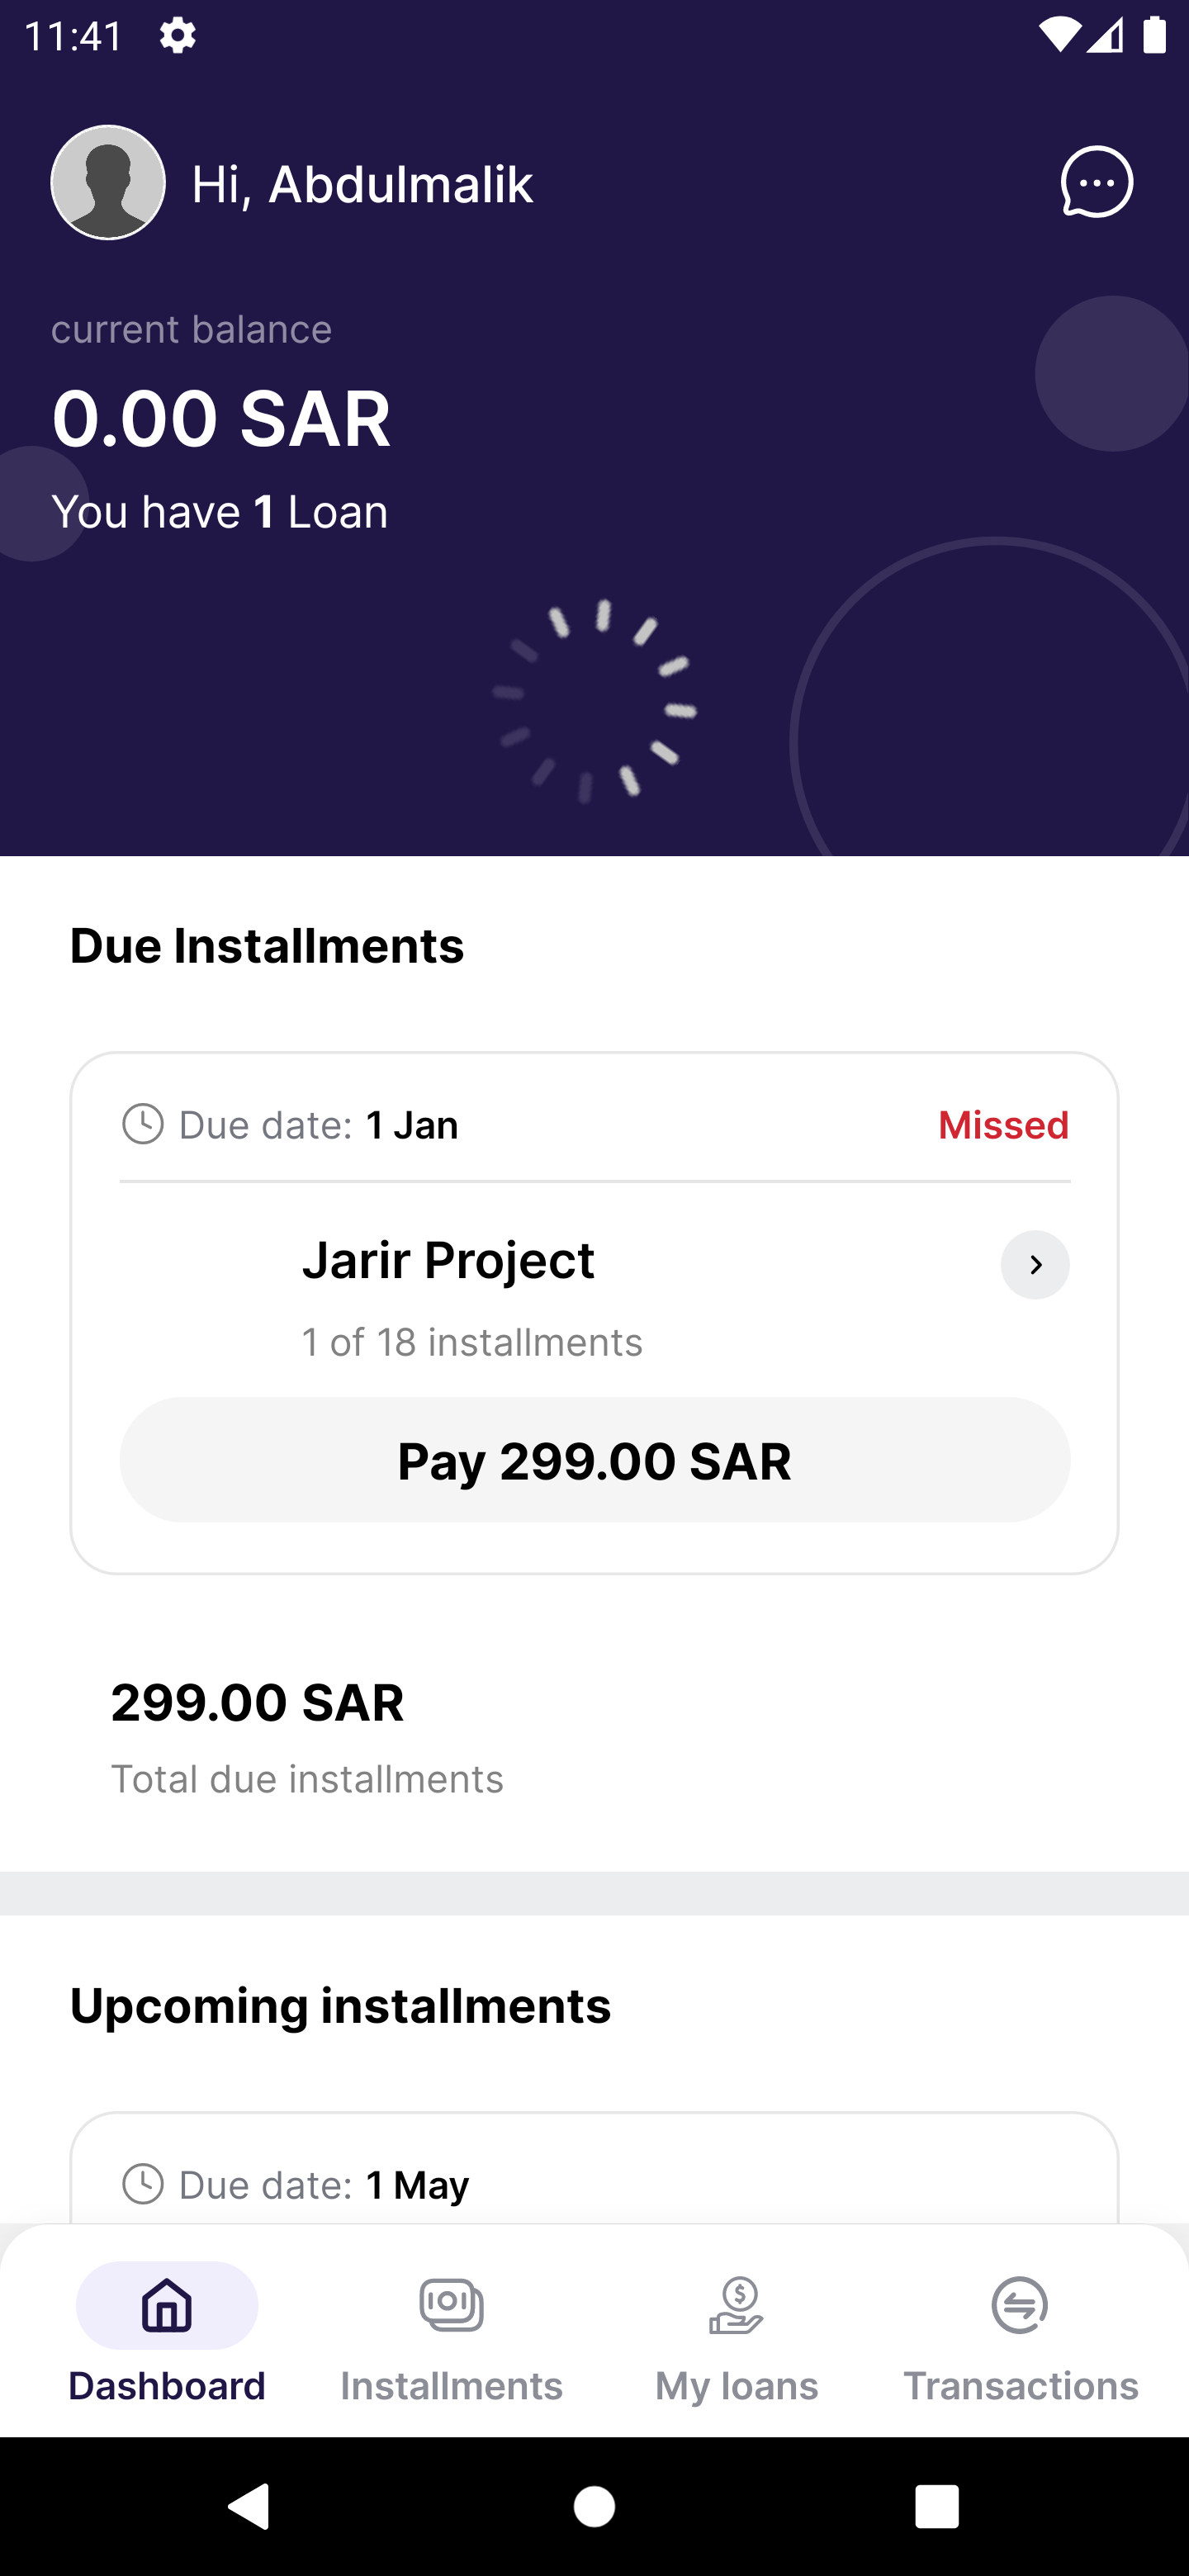 11:41
Hi, Abdulmalik
current balance
0.00 SAR
You have 1 Loan
Due Installments
Due date: 1 Jan
Missed
Jarir Project
1 of 18 installments
Pay 299.00 SAR
299.00 SAR
Total due installments
Upcoming installments
Due date: 1 May
Dashboard
Installments
My loans
Transactions